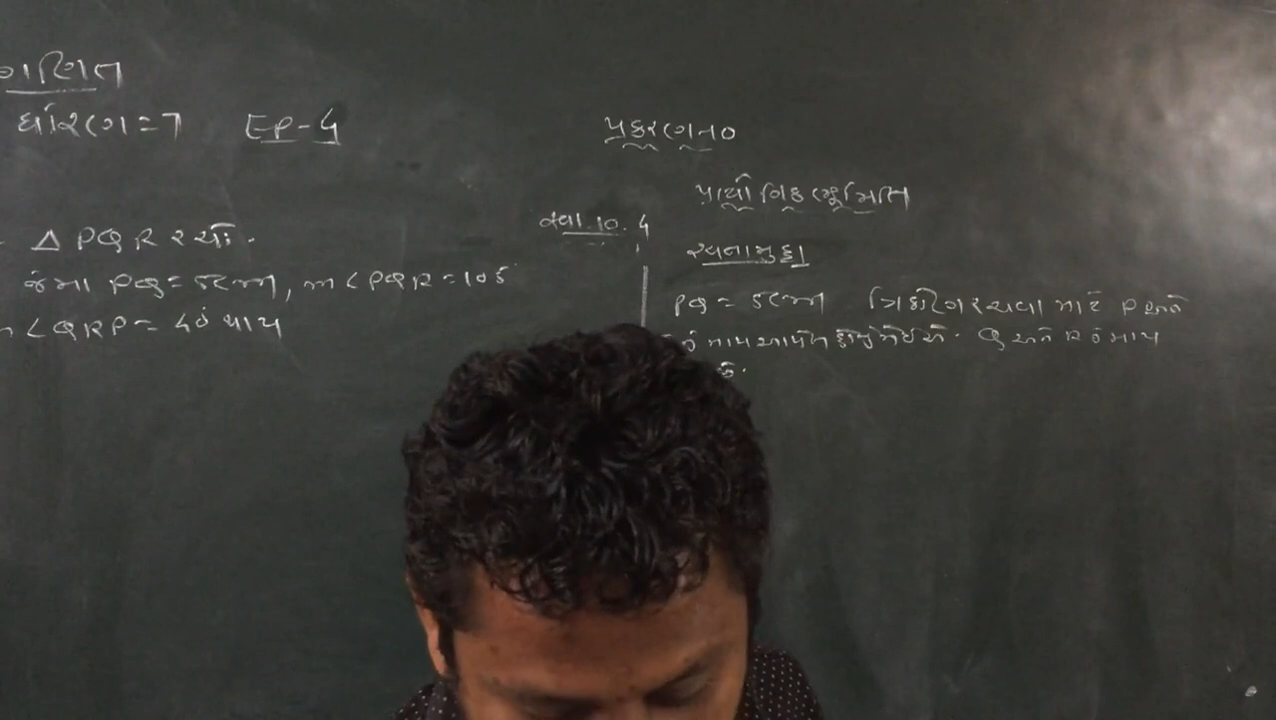 ગણિત
ધોરણ=7 EP-4
પ્રકરણ-10
પ્રાયોગિક ભૂમિતિ
સ્વા. 10.4
△ PQR રચો.
રચનામુદ્દા
જેમાં PQ = 5cm, m<PQR = 105
PQ = 5cm ત્રિકોણ રચવા માટે P અને
<QRP = 40 થાય
નું માપ આપેલ હોવું જોઈએ. Q અને R નું માપ
છે.